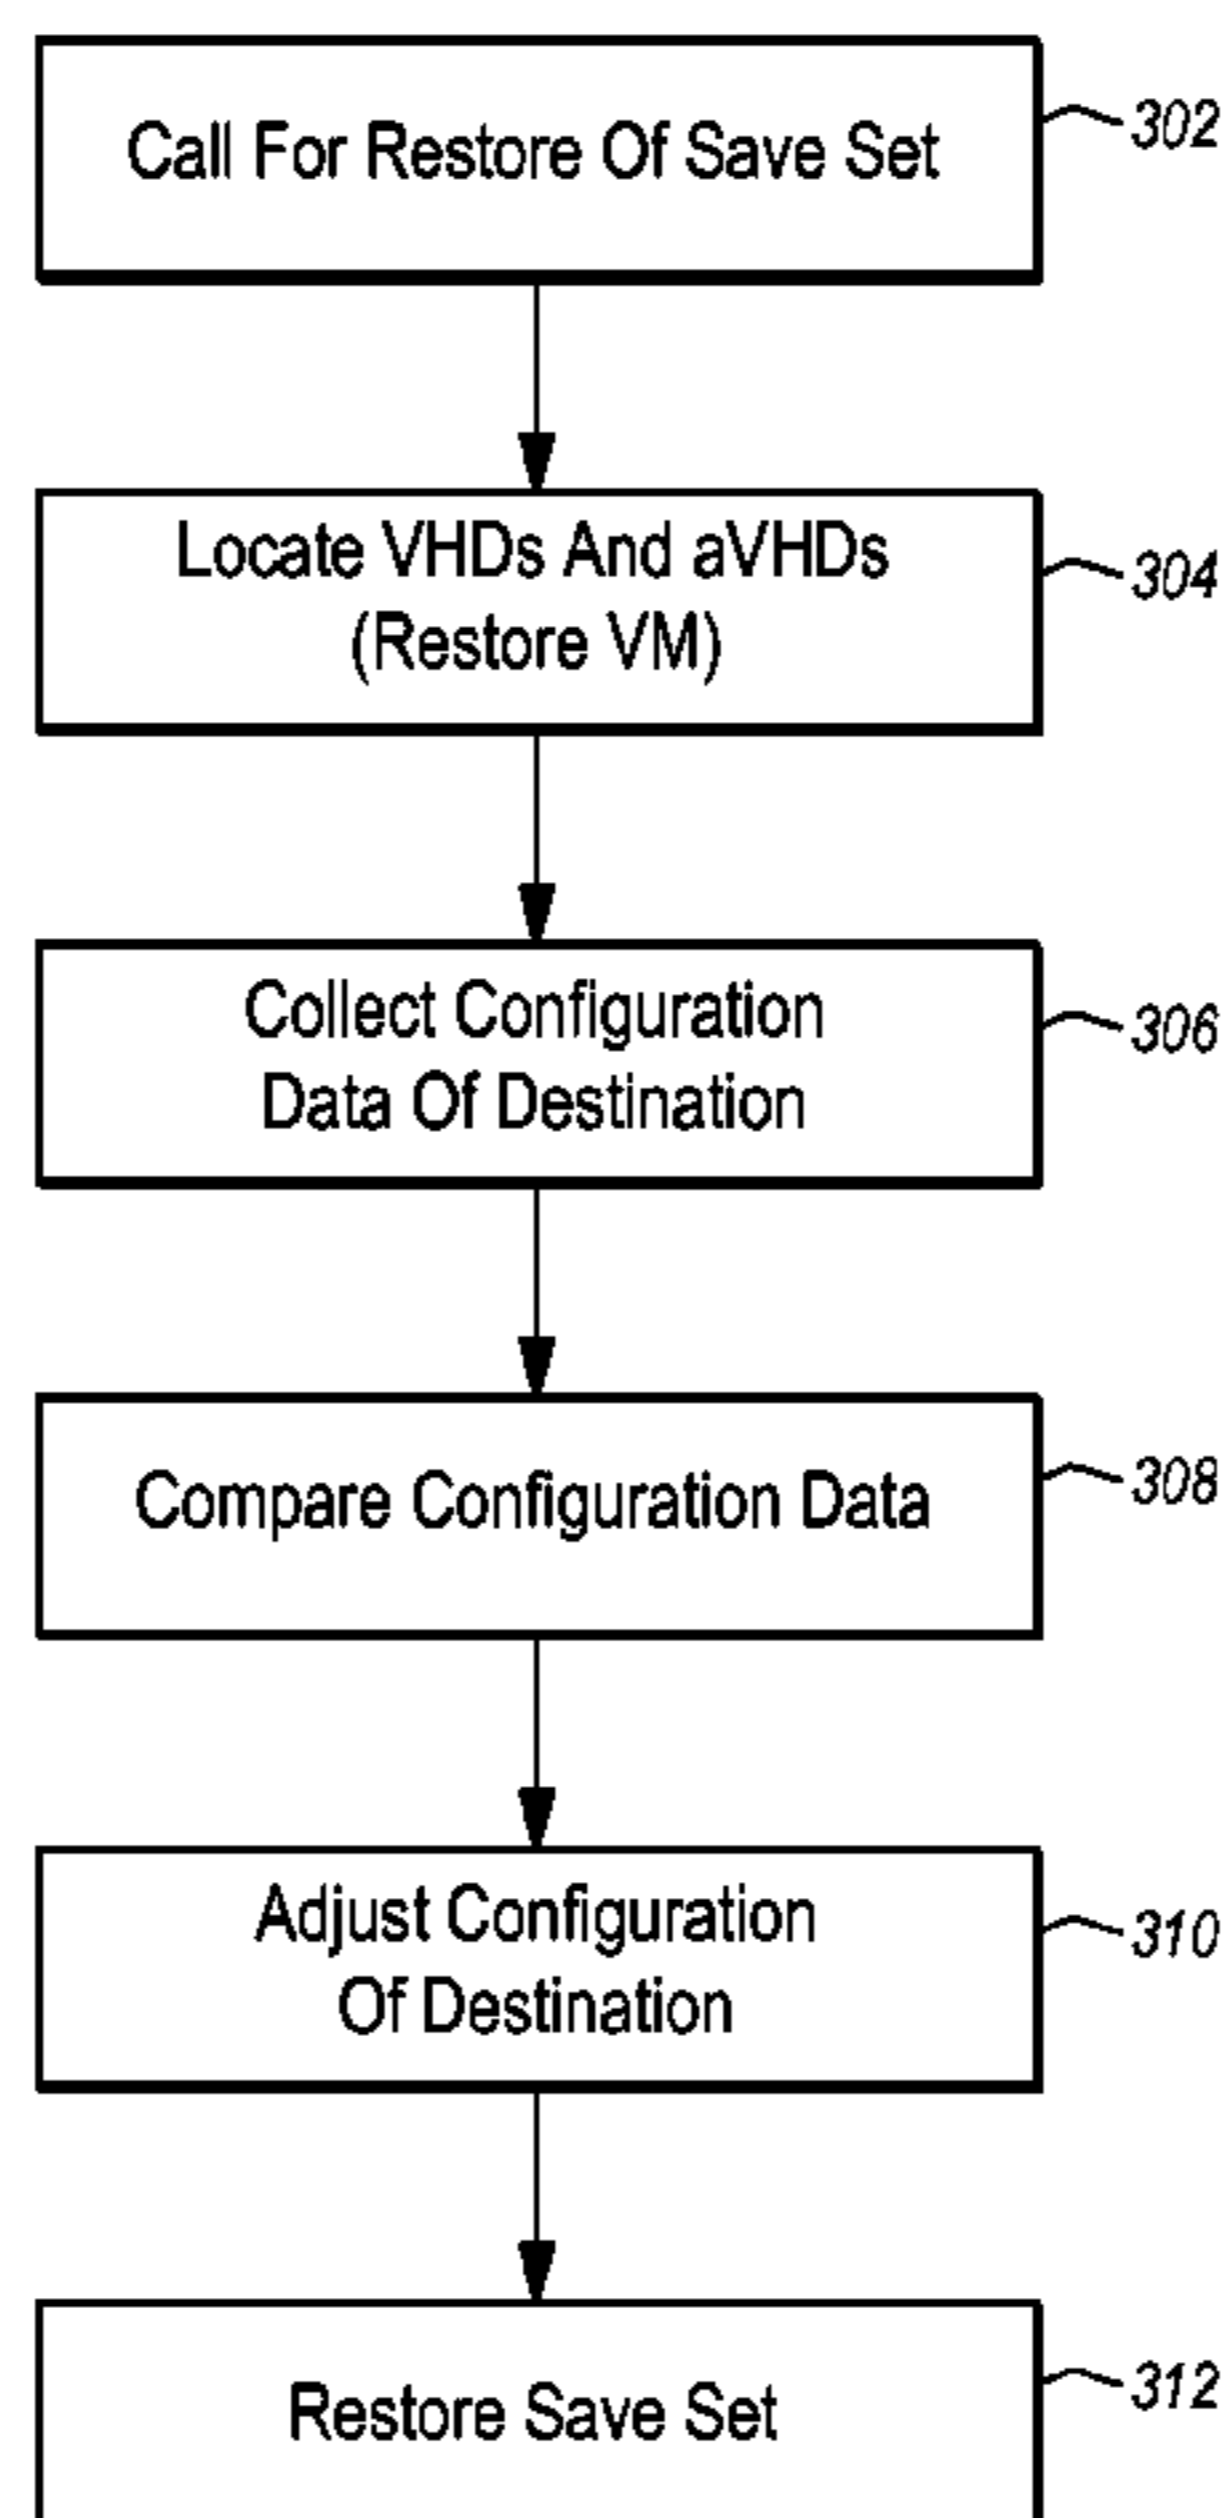 Call For Restore Of Save Set
302
Locate VHDs And aVHDs
(Restore VM)
304
Collect Configuration
Data Of Destination
306
Compare Configuration Data
308
Adjust Configuration
Of Destination
310
Restore Save Set
312